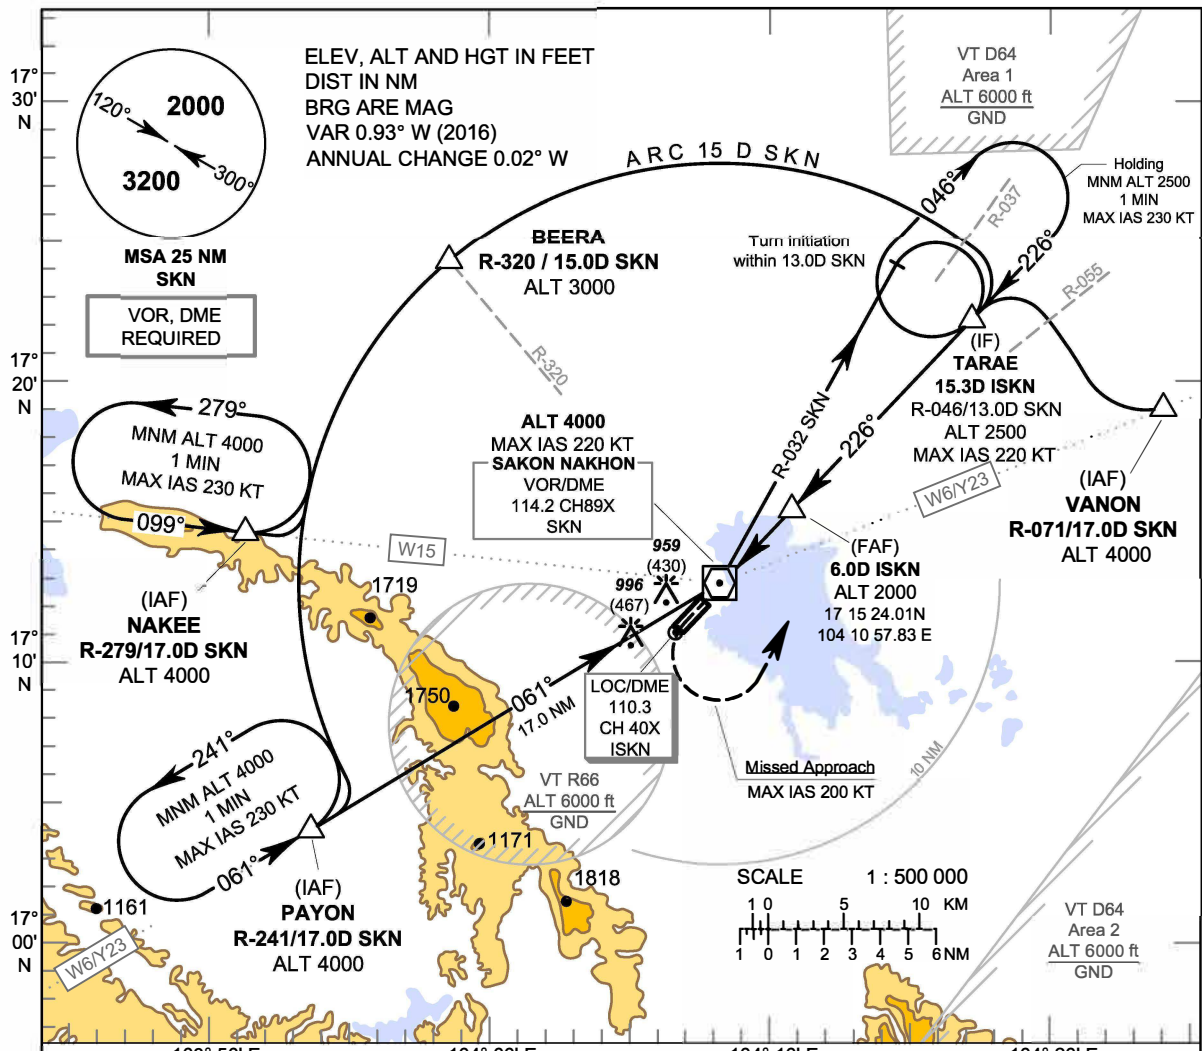 ELEV, ALT AND HGT IN FEET
DIST IN NM
BRG ARE MAG
VAR 0.93° W (2016)
ANNUAL CHANGE 0.02° W
17°
30'
N
120°
2000
3200
300°
MSA 25 NM
SKN
VOR, DME
REQUIRED
VT D64
Area 1
ALT 6000 ft
GND
ARC 15 D SKN
BEERA
R-320 / 15.0D SKN
ALT 3000
R-320
Turn initiation
within 13.0D SKN
046°
R-037
Holding
MNM ALT 2500
1 MIN
MAX IAS 230 KT
226°
R-055
17°
20'
N
(IF)
TARAE
15.3D ISKN
R-046/13.0D SKN
ALT 2500
MAX IAS 220 KT
R-032 SKN
226°
279°
MNM ALT 4000
1 MIN
MAX IAS 230 KT
099°
ALT 4000
MAX IAS 220 KT
SAKON NAKHON
VOR/DME
114.2 CH89X
SKN
W6/Y23
(IAF)
VANON
R-071/17.0D SKN
ALT 4000
W15
959
(430)
996
(467)
(FAF)
6.0D ISKN
ALT 2000
17 15 24.01N
104 10 57.83 E
(IAF)
NAKEE
R-279/17.0D SKN
ALT 4000
1719
17°
10'
N
1750
061°
17.0 NM
LOC/DME
110.3
CH 40X
ISKN
10 NM
Missed Approach
MAX IAS 200 KT
241°
MNM ALT 4000
1 MIN
MAX IAS 230 KT
061°
VT R66
ALT 6000 ft
GND
1171
1818
(IAF)
PAYON
R-241/17.0D SKN
ALT 4000
1161
W6/Y23
17°
00'
N
SCALE 1 : 500 000
1 0 5 10 KM
1 0 1 2 3 4 5 6 NM
VT D64
Area 2
ALT 6000 ft
GND